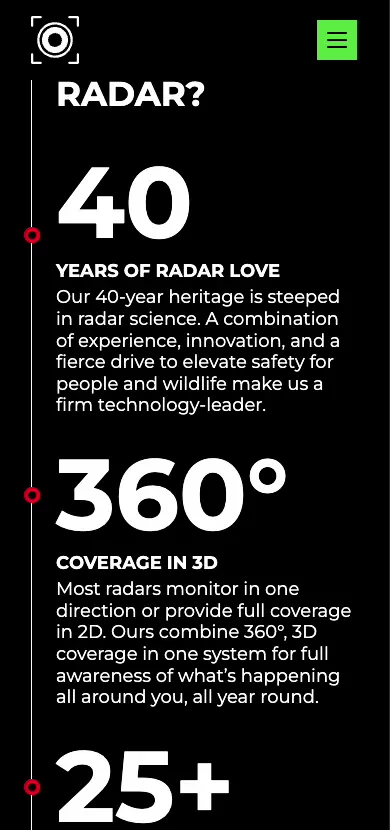 RADAR?
40
YEARS OF RADAR LOVE
Our 40-year heritage is steeped
in radar science. A combination
of experience, innovation, and a
fierce drive to elevate safety for
people and wildlife make us a
firm technology-leader.
360°
COVERAGE IN 3D
Most radars monitor in one
direction or provide full coverage
in 2D. Ours combine 360°, 3D
coverage in one system for full
awareness of what’s happening
all around you, all year round.
25+